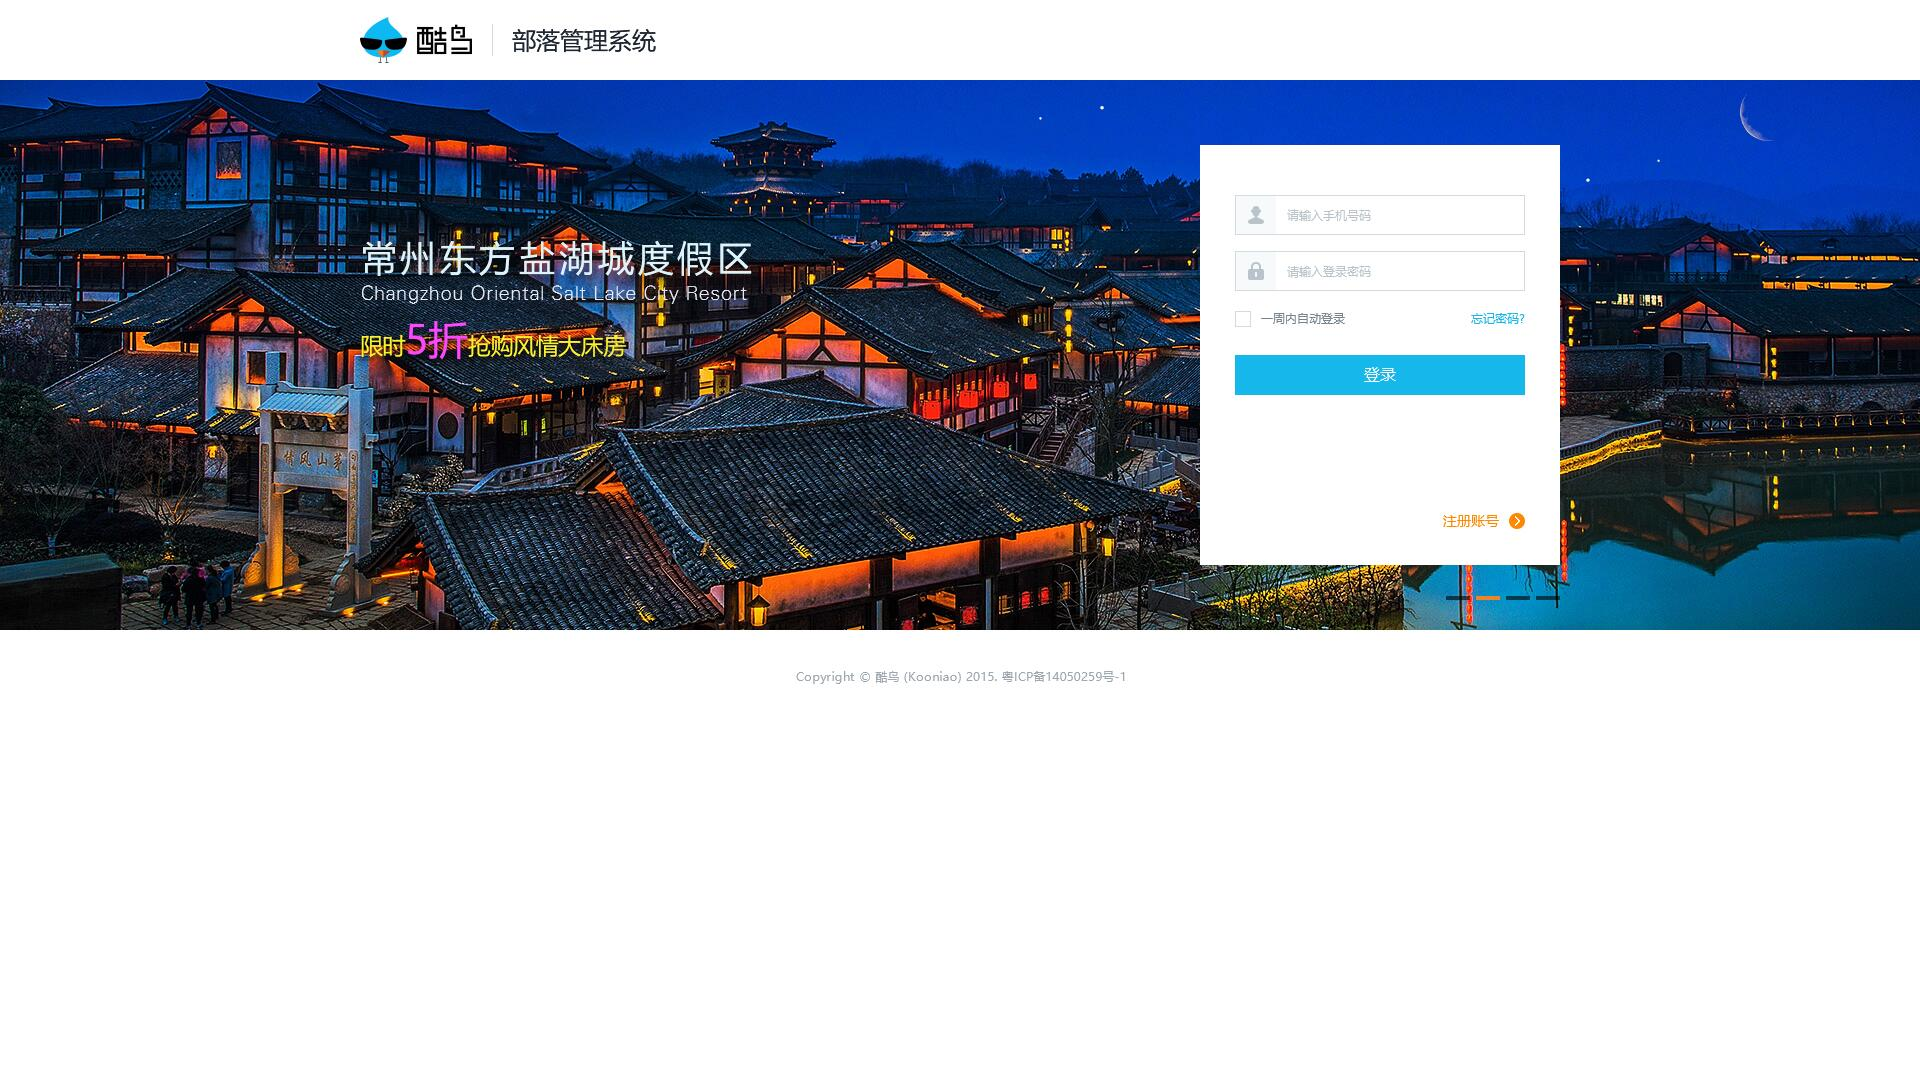 酷鸟
部落管理系统
常州东方盐湖城度假区
Changzhou Oriental Salt Lake City Resort
限时5折抢购风情大床房
请输入手机号码
请输入登录密码
一周内自动登录
忘记密码?
登录
注册账号
Copyright © 酷鸟 (Kooniao) 2015. 粤ICP备14050259号-1